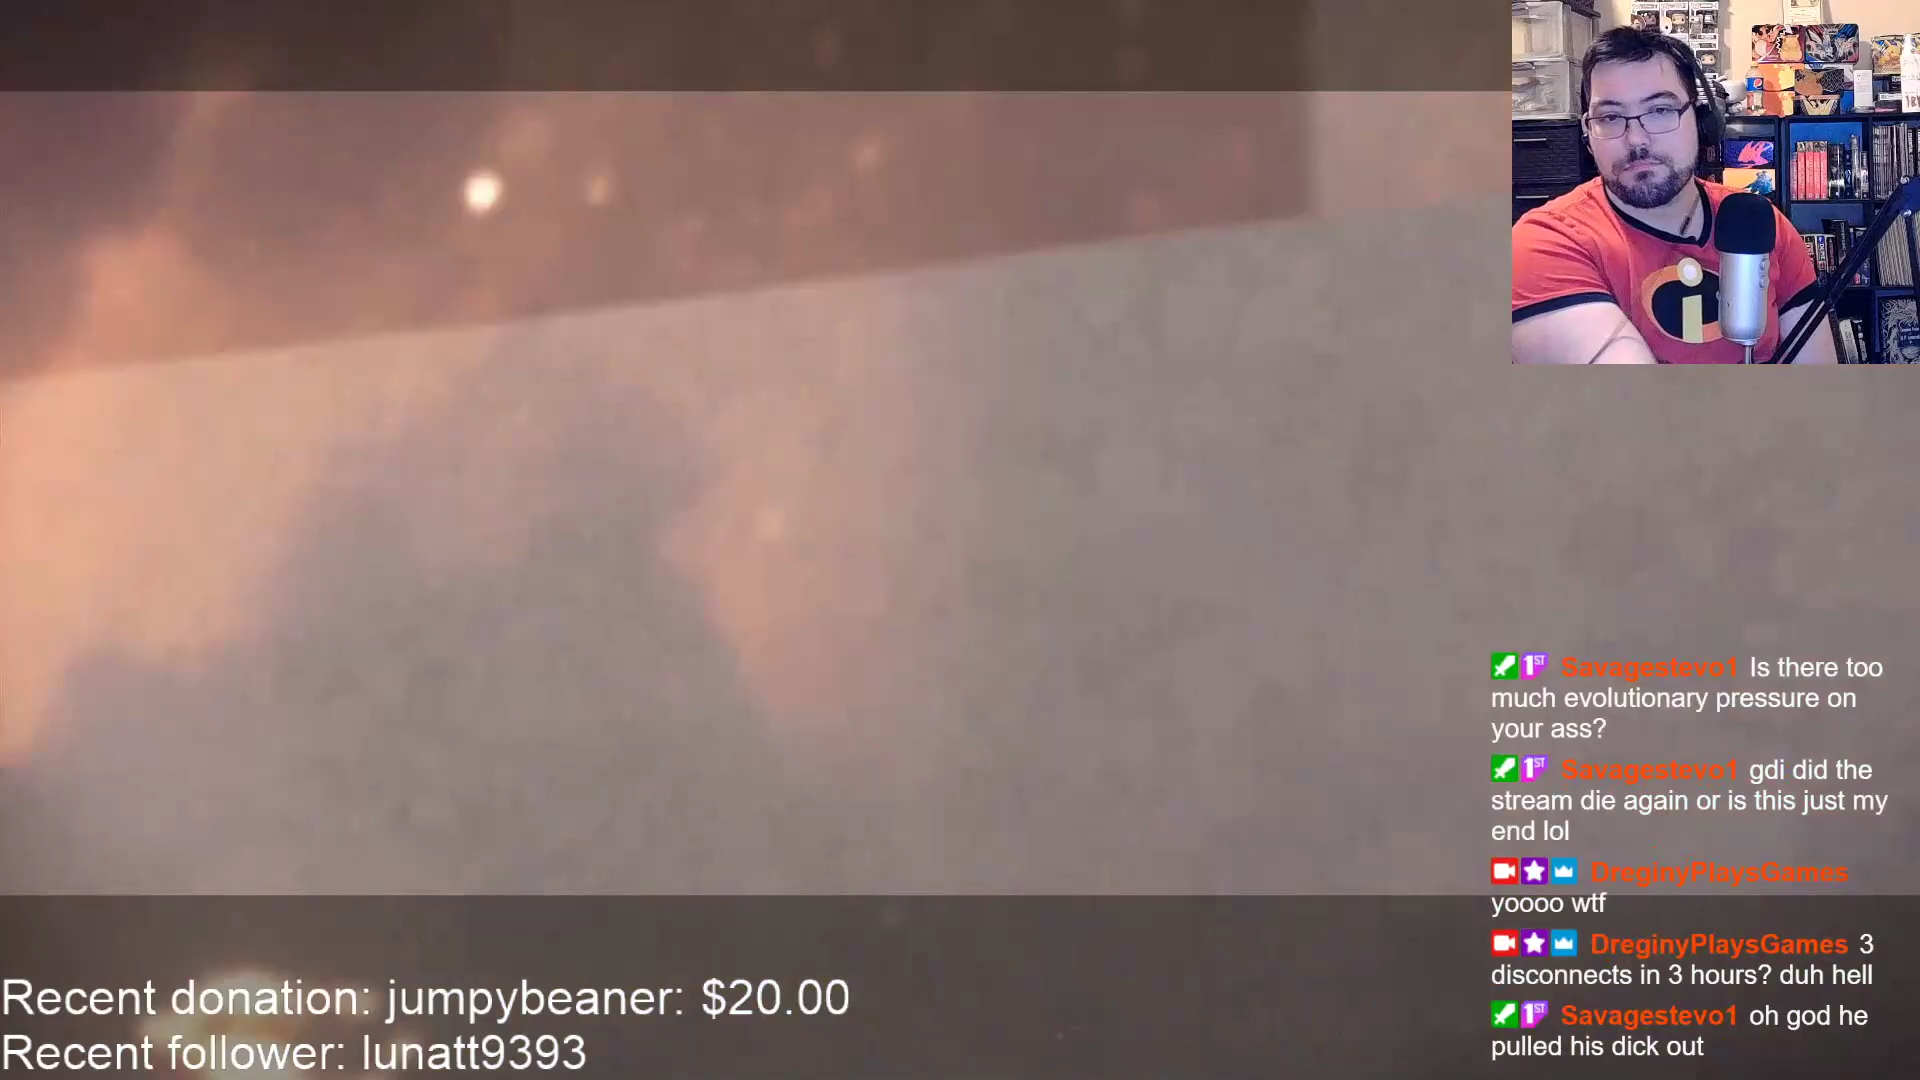 Savagestevo1 Is there too
much evolutionary pressure on
your ass?
Savagestevo1 gdi did the
stream die again or is this just my
end lol
DreginyPlaysGames
yoooo wtf
DreginyPlaysGames 3
disconnects in 3 hours? duh hell
Savagestevo1 oh god he
pulled his dick out
Recent donation: jumpybeaner: $20.00
Recent follower: lunatt9393